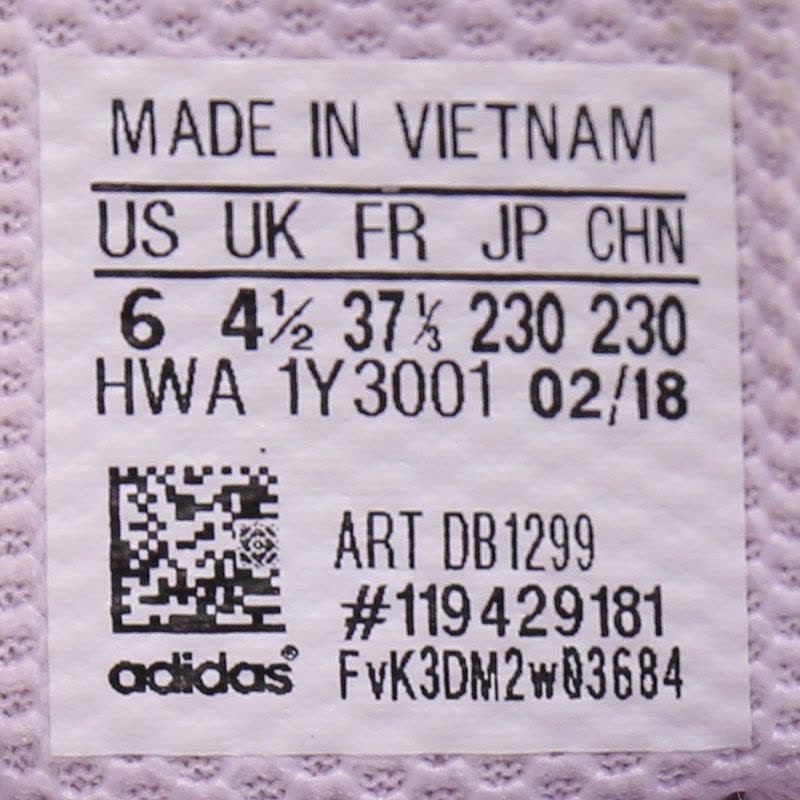 MADE IN VIETNAM
US UK FR JP CHN
6 4½ 37⅓ 230 230
HWA 1Y3001 02/18
ART DB1299
#119429181
adidas®
FvK3DM2w03684